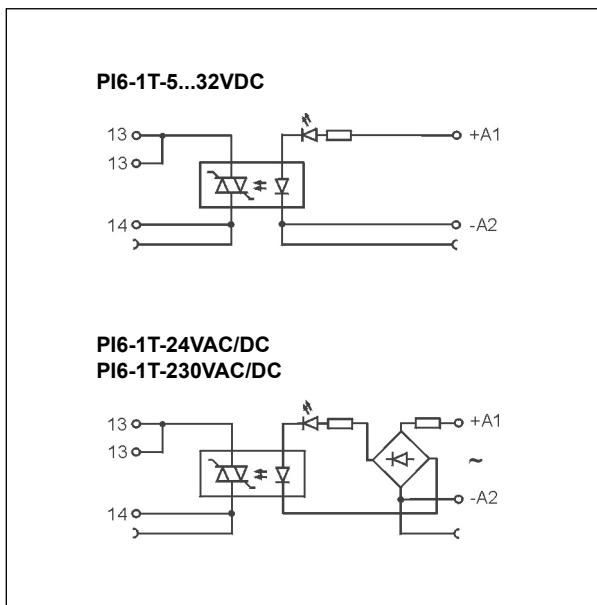 PI6-1T-5...32VDC
13
+A1
13
14
-A2
PI6-1T-24VAC/DC
PI6-1T-230VAC/DC
13
+A1
13
~
14
-A2